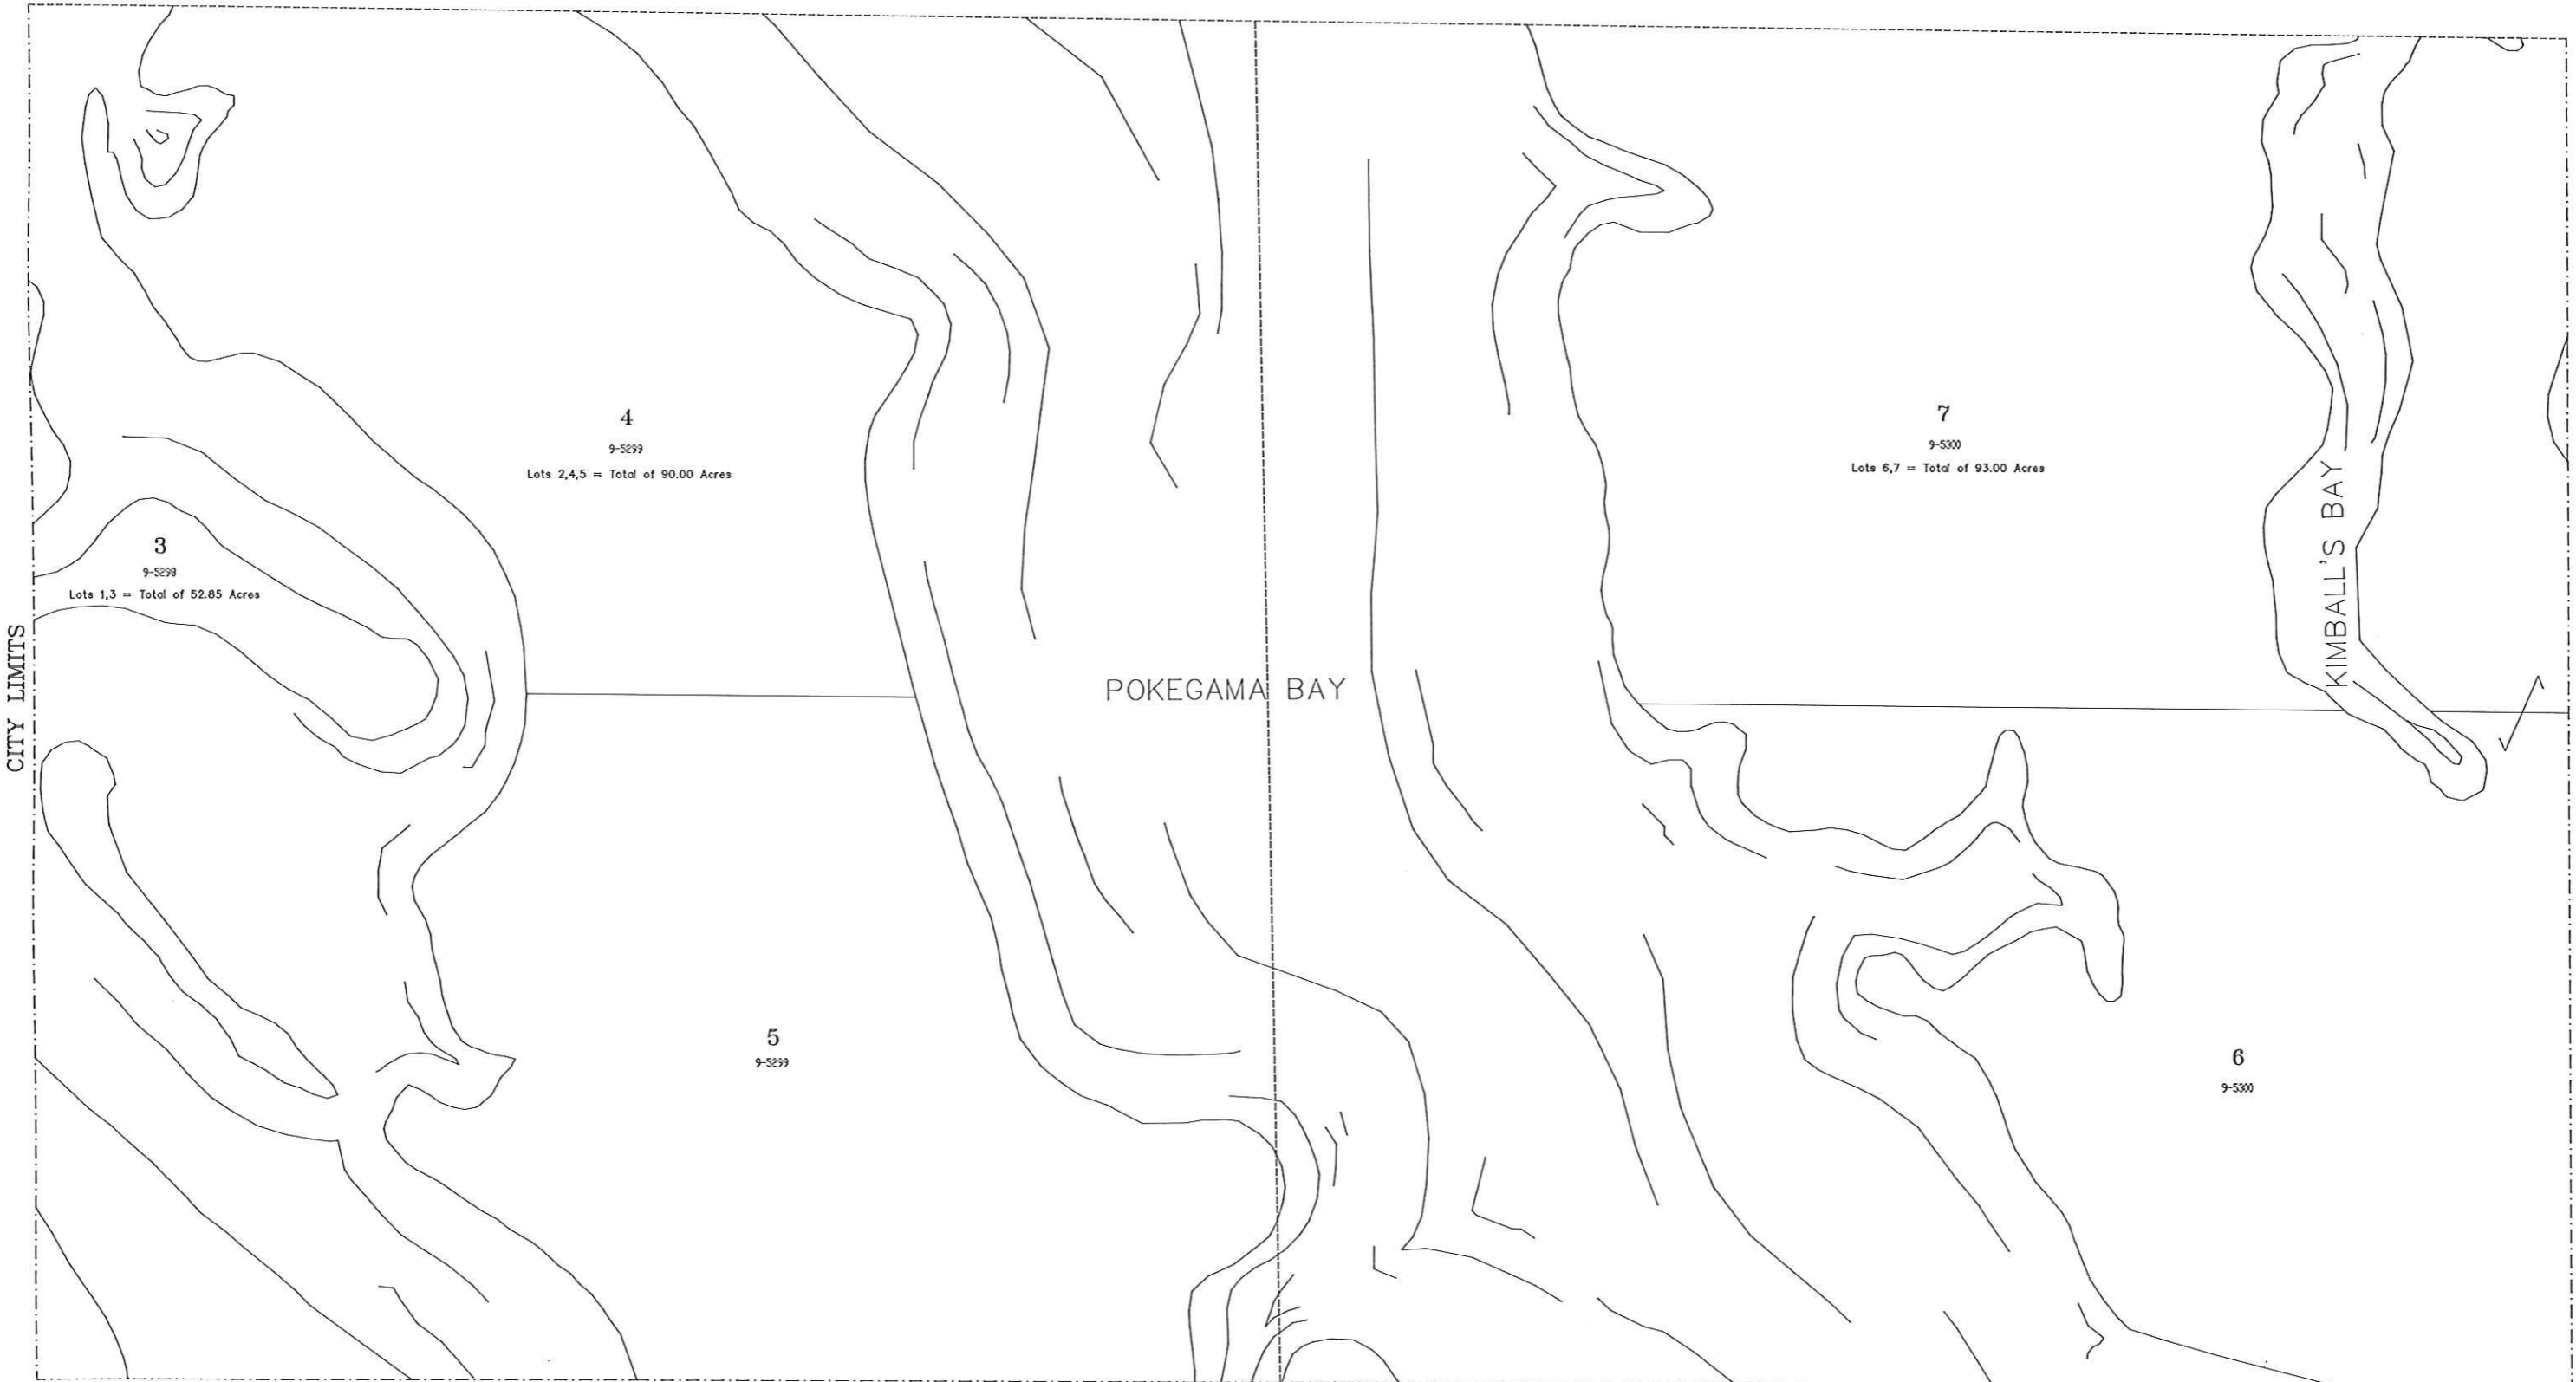 4
9-5299
Lots 2,4,5 = Total of 90.00 Acres
7
9-5300
Lots 6,7 = Total of 93.00 Acres
3
9-5298
Lots 1,3 = Total of 52.85 Acres
CITY LIMITS
POKEGAMA BAY
KIMBALL'S BAY
5
9-5299
6
9-5300